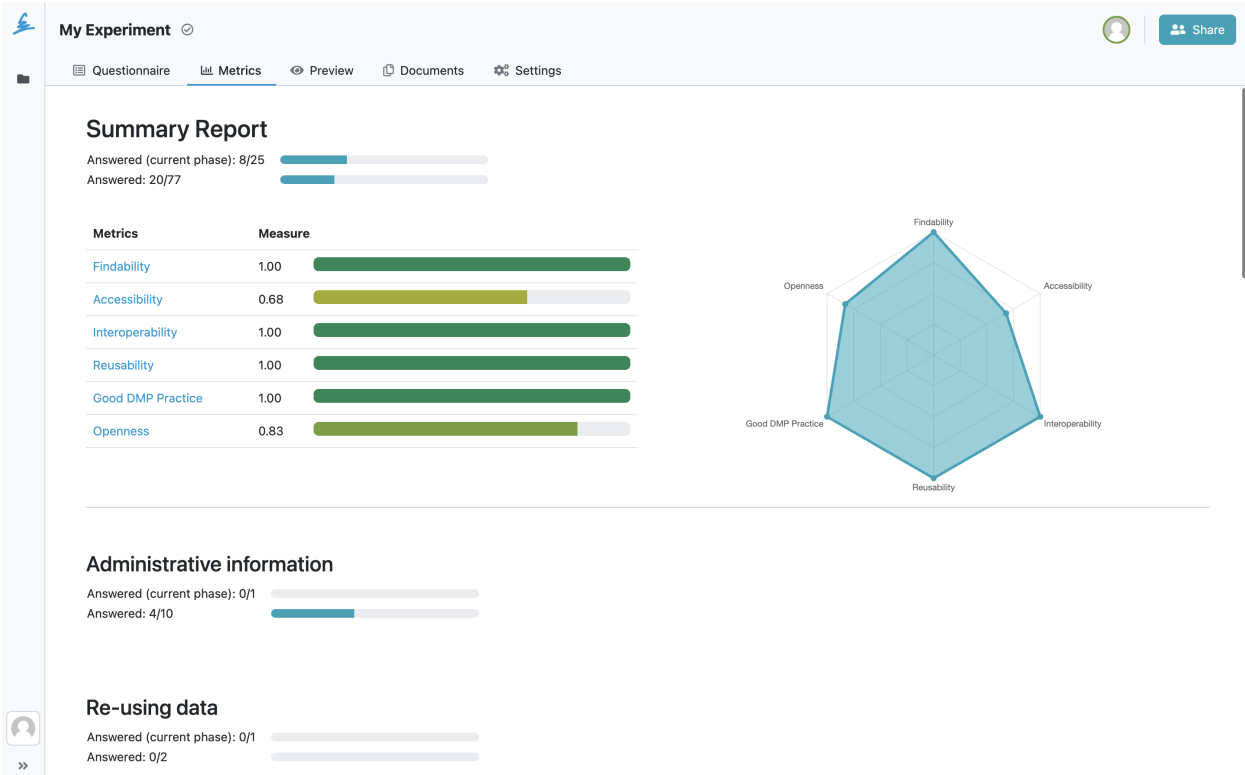 My Experiment
Share
Questionnaire Metrics Preview Documents Settings
Summary Report
Answered (current phase): 8/25
Answered: 20/77
Metrics Measure
Findability 1.00
Accessibility 0.68
Interoperability 1.00
Reusability 1.00
Good DMP Practice 1.00
Openness 0.83
Findability
Openness
Accessibility
Good DMP Practice
Interoperability
Reusability
Administrative information
Answered (current phase): 0/1
Answered: 4/10
Re-using data
Answered (current phase): 0/1
Answered: 0/2